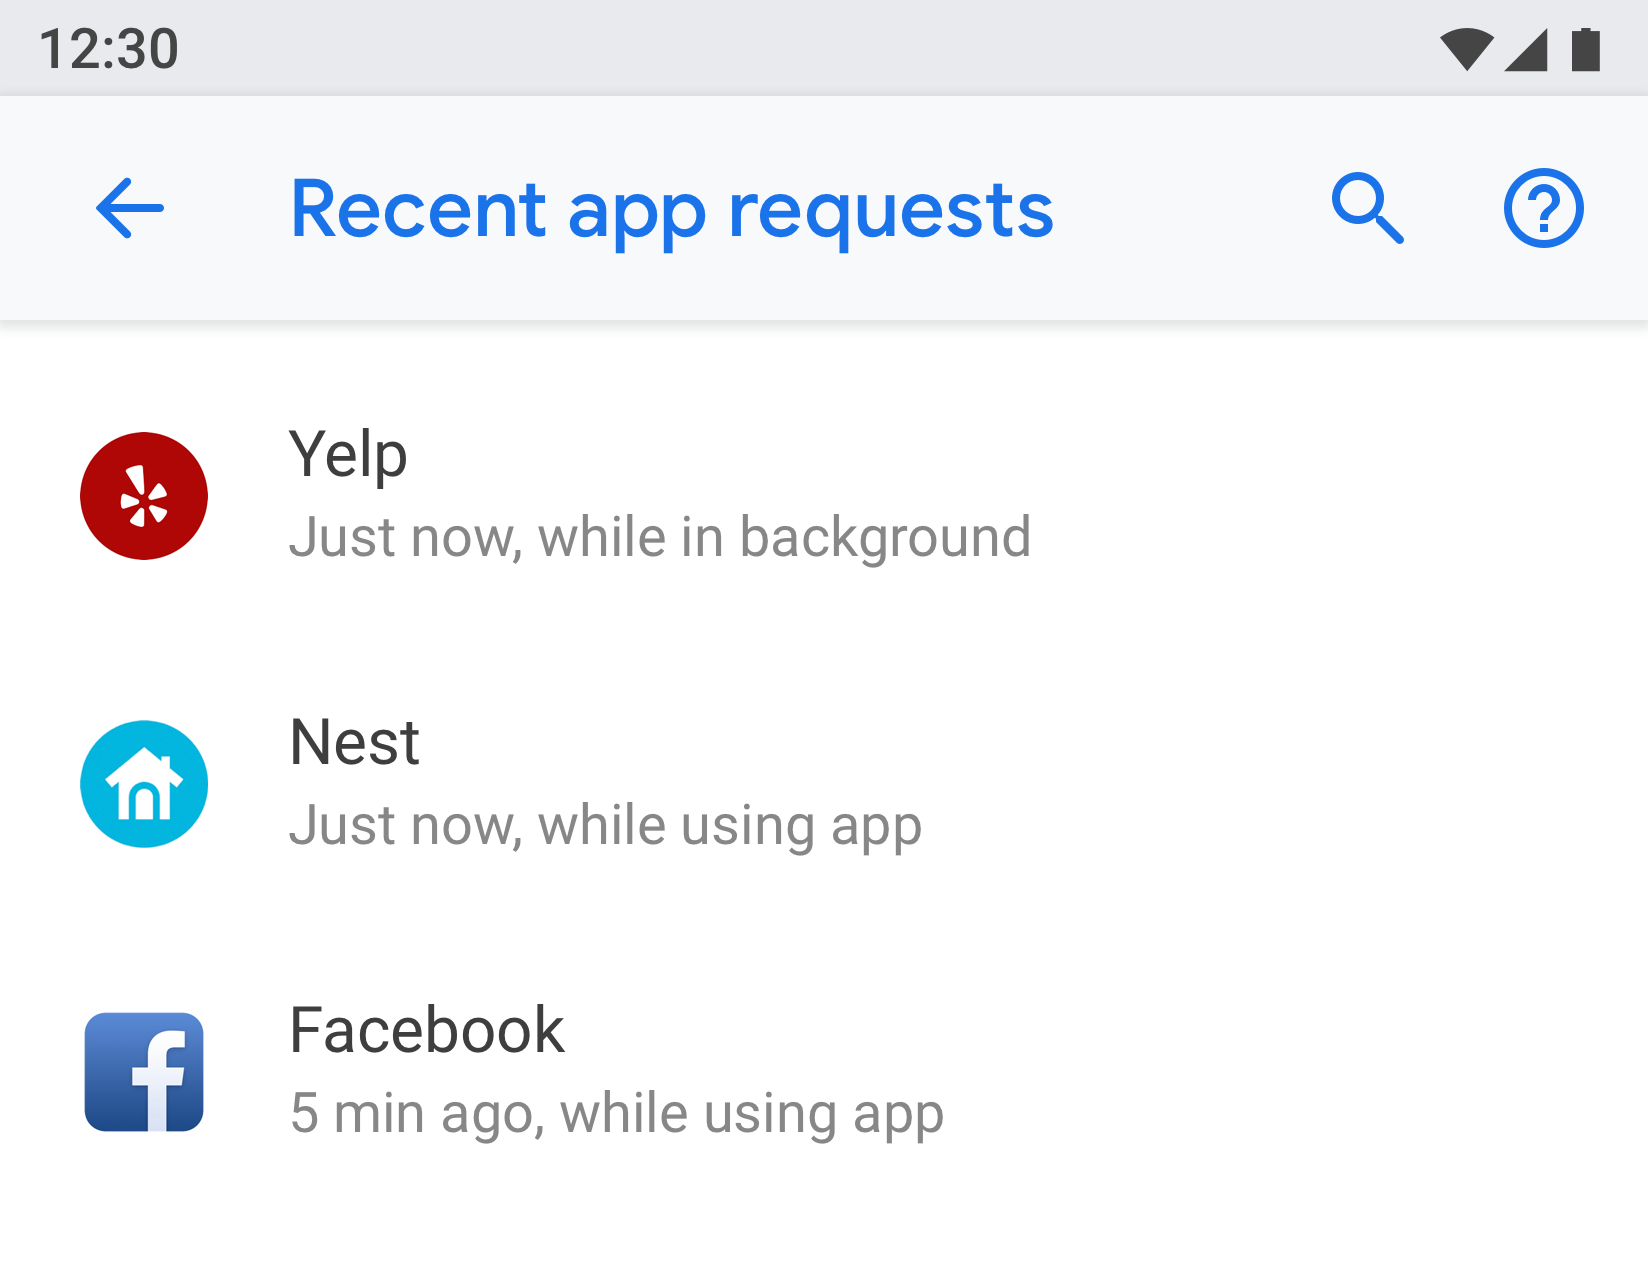 12:30
Recent app requests
Yelp
Just now, while in background
Nest
Just now, while using app
Facebook
5 min ago, while using app